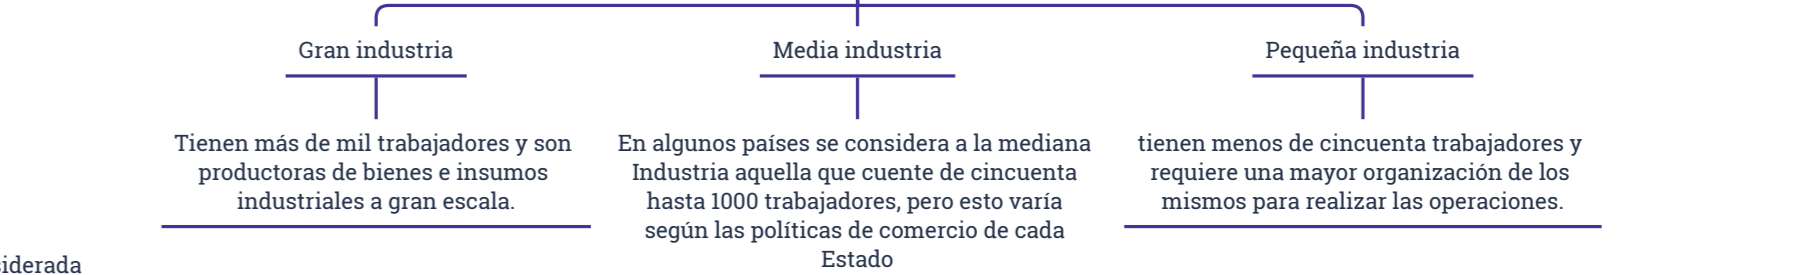 Gran industria
Media industria
Pequeña industria
Tienen más de mil trabajadores y son
productoras de bienes e insumos
industriales a gran escala.
En algunos países se considera a la mediana
Industria aquella que cuente de cincuenta
hasta 1000 trabajadores, pero esto varía
según las políticas de comercio de cada
Estado
tienen menos de cincuenta trabajadores y
requiere una mayor organización de los
mismos para realizar las operaciones.